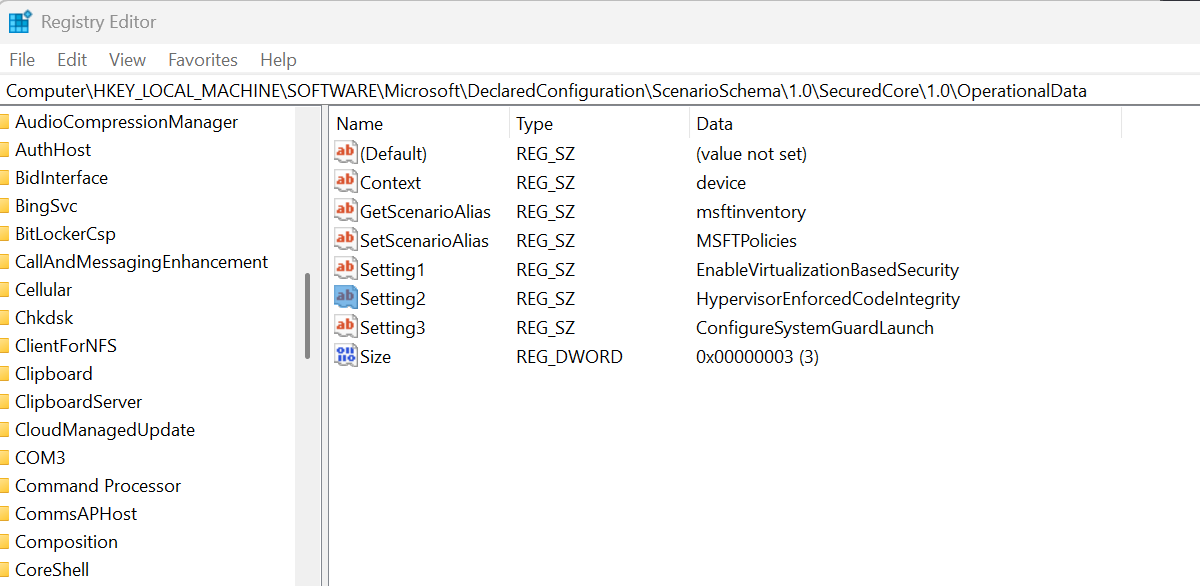 Registry Editor
File Edit View Favorites Help
Computer\HKEY_LOCAL_MACHINE\SOFTWARE\Microsoft\DeclaredConfiguration\ScenarioSchema\1.0\SecuredCore\1.0\OperationalData
AudioCompressionManager
AuthHost
BidInterface
BingSvc
BitLockerCsp
CallAndMessagingEnhancement
Cellular
Chkdsk
ClientForNFS
Clipboard
ClipboardServer
CloudManagedUpdate
COM3
Command Processor
CommsAPHost
Composition
CoreShell
Name Type Data
(Default) REG_SZ (value not set)
Context REG_SZ device
GetScenarioAlias REG_SZ msftinventory
SetScenarioAlias REG_SZ MSFTPolicies
Setting1 REG_SZ EnableVirtualizationBasedSecurity
Setting2 REG_SZ HypervisorEnforcedCodeIntegrity
Setting3 REG_SZ ConfigureSystemGuardLaunch
Size REG_DWORD 0x00000003 (3)